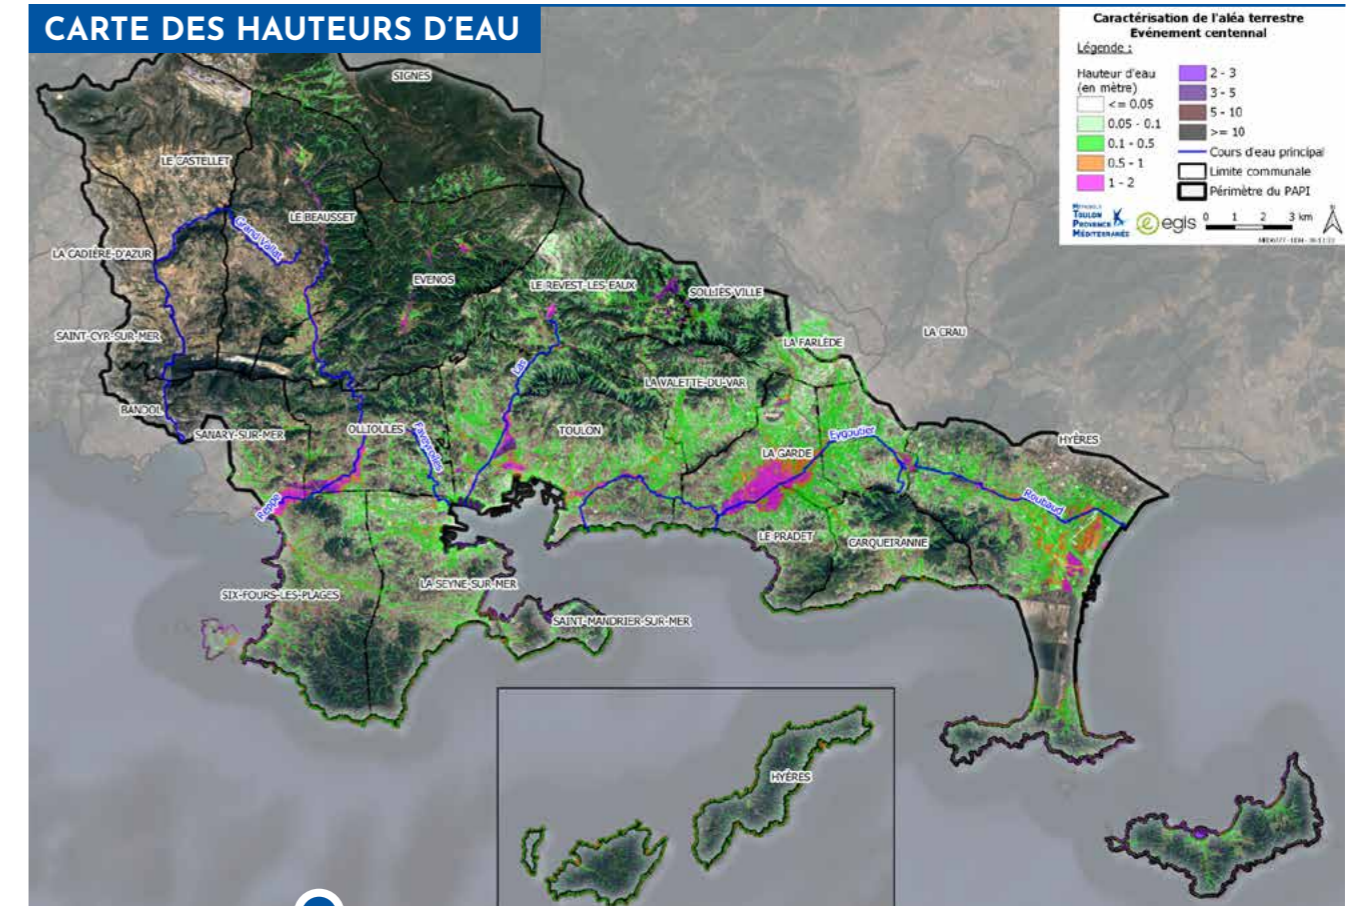 CARTE DES HAUTEURS D'EAU
Caractérisation de l'aléa terrestre
Evénement centennal
Légende :
Hauteur d'eau
(en mètre)
<= 0.05
0.05 - 0.1
0.1 - 0.5
0.5 - 1
1 - 2
2 - 3
3 - 5
5 - 10
>= 10
Cours d'eau principal
Limite communale
Périmètre du PAPI
MÉTROPOLE
TOULON
PROVENCE
MÉDITERRANÉE
egis
0 1 2 3 km
N
SIGNES
LE CASTELLET
LE BEAUSSET
Grand Vallat
LA CADIÈRE-D'AZUR
EVENOS
LE REVEST-LES-EAUX
SOLLIÈS-VILLE
SAINT-CYR-SUR-MER
LA FARLÈDE
LA CRAU
Las
LA VALETTE-DU-VAR
BANDOL
SANARY-SUR-MER
OLLIOULES
Faveyrolles
TOULON
Eygoutier
HYÈRES
LA GARDE
Reppe
Roubaud
LE PRADET
CARQUEIRANNE
LA SEYNE-SUR-MER
SIX-FOURS-LES-PLAGES
SAINT-MANDRIER-SUR-MER
HYÈRES